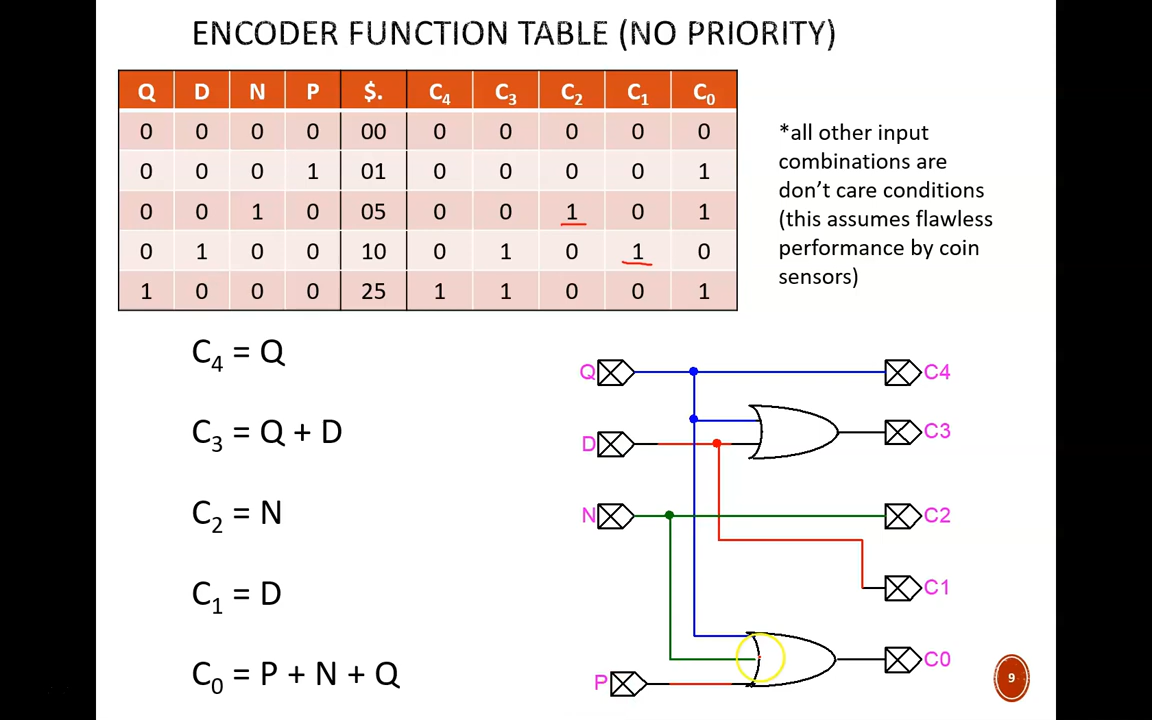 ENCODER FUNCTION TABLE (NO PRIORITY)
Q D N P $. C4 C3 C2 C1 C0
0 0 0 0 00 0 0 0 0 0
0 0 0 1 01 0 0 0 0 1
0 0 1 0 05 0 0 1 0 1
0 1 0 0 10 0 1 0 1 0
1 0 0 0 25 1 1 0 0 1
*all other input
combinations are
don't care conditions
(this assumes flawless
performance by coin
sensors)
C4 = Q
C3 = Q + D
C2 = N
C1 = D
C0 = P + N + Q
Q C4
D C3
N C2
C1
P C0
9